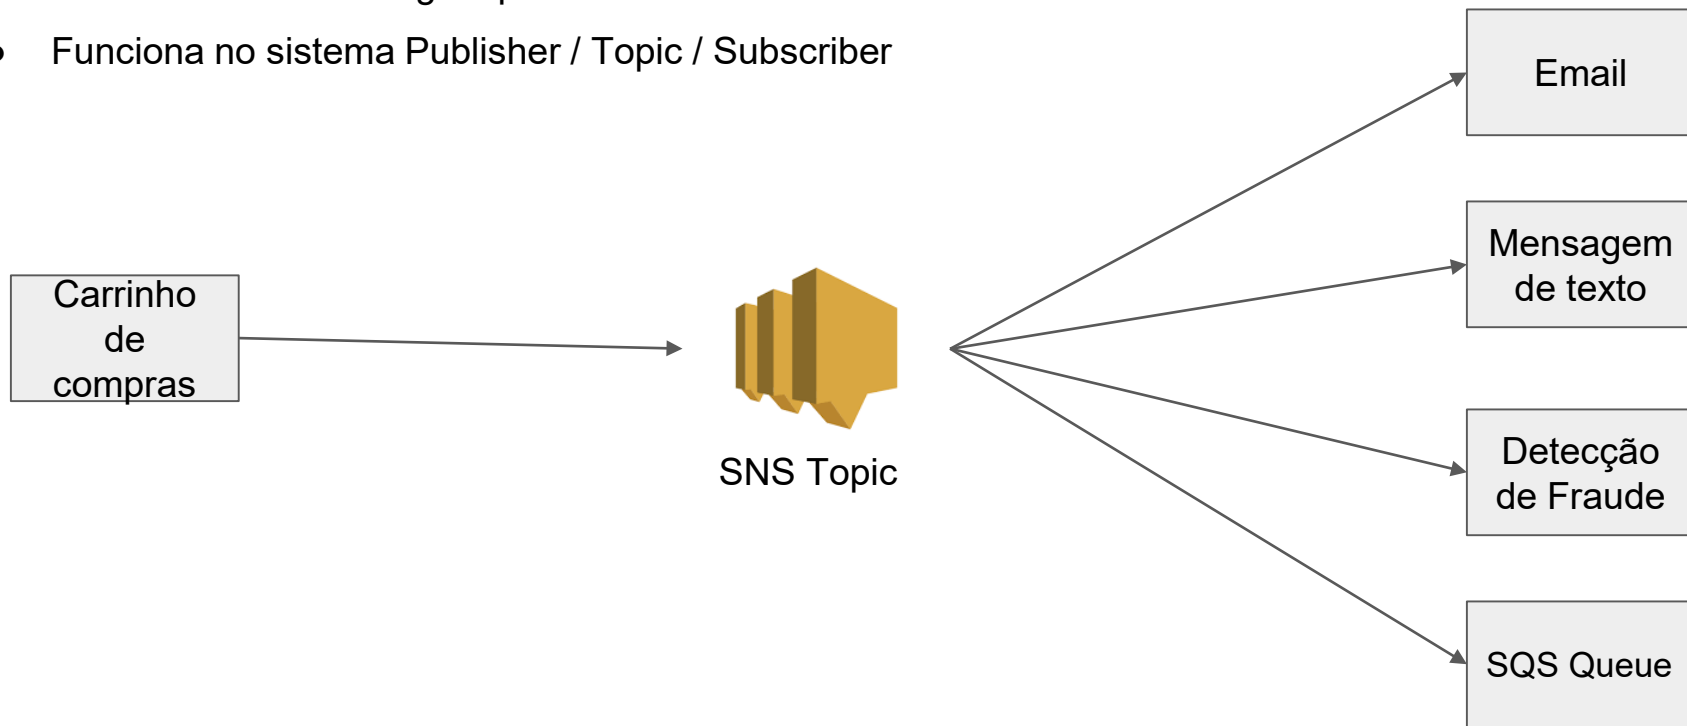 Funciona no sistema Publisher / Topic / Subscriber
Email
Mensagem
de texto
Carrinho
de
compras
SNS Topic
Detecção
de Fraude
SQS Queue